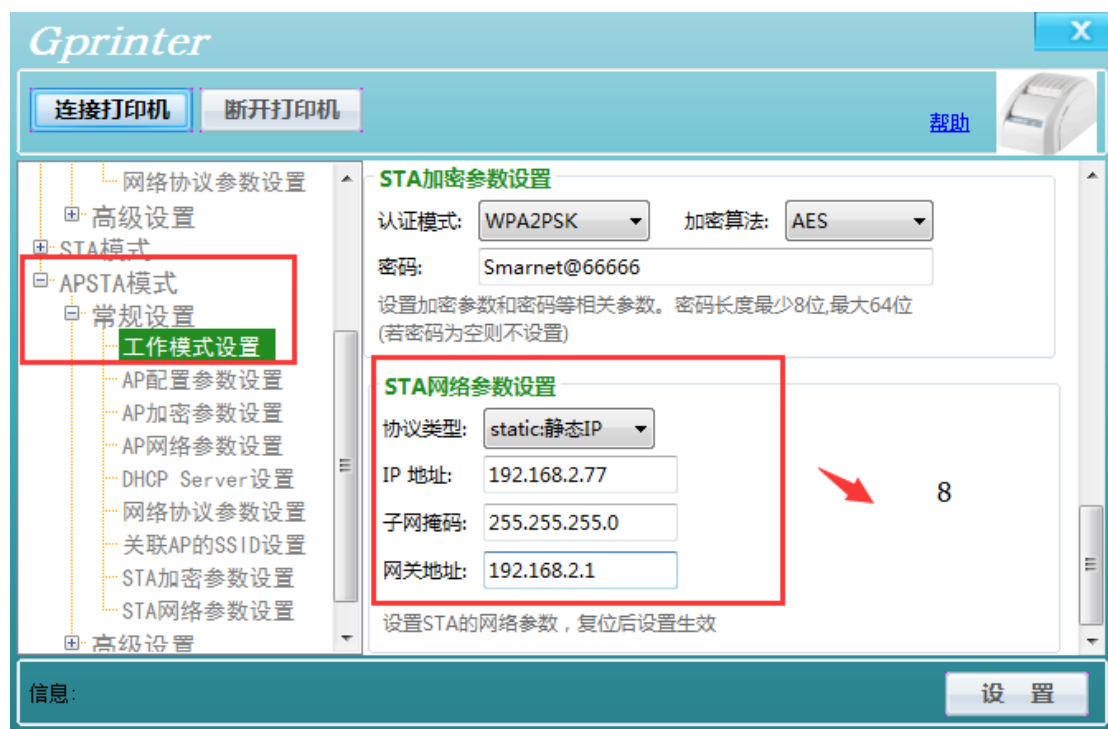 Gprinter
X
连接打印机 断开打印机
帮助
网络协议参数设置
高级设置
STA模式
APSTA模式
常规设置
工作模式设置
AP配置参数设置
AP加密参数设置
AP网络参数设置
DHCP Server设置
网络协议参数设置
关联AP的SSID设置
STA加密参数设置
STA网络参数设置
高级设置
STA加密参数设置
认证模式: WPA2PSK 加密算法: AES
密码: Smarnet@66666
设置加密参数和密码等相关参数。密码长度最少8位,最大64位
(若密码为空则不设置)
STA网络参数设置
协议类型: static:静态IP
IP 地址: 192.168.2.77
子网掩码: 255.255.255.0
网关地址: 192.168.2.1
8
设置STA的网络参数，复位后设置生效
信息:
设 置